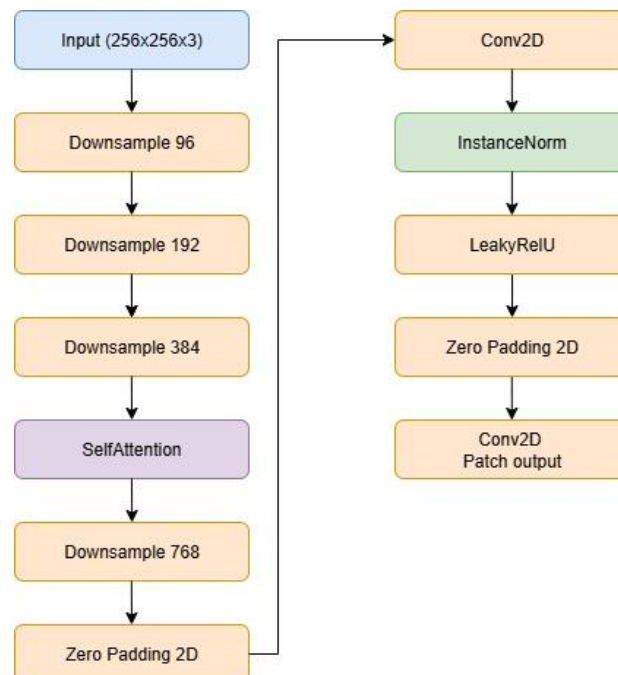 Input (256x256x3)
Downsample 96
Downsample 192
Downsample 384
SelfAttention
Downsample 768
Zero Padding 2D
Conv2D
InstanceNorm
LeakyRelU
Zero Padding 2D
Conv2D
Patch output